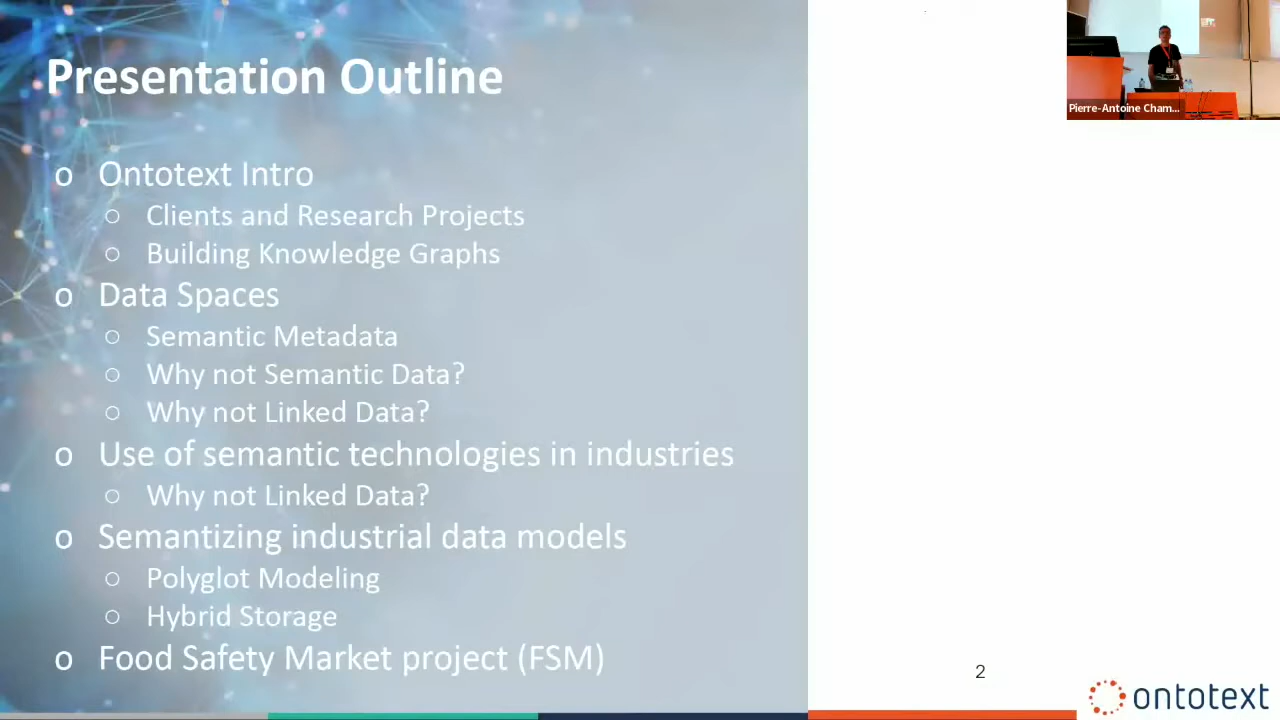 Presentation Outline
o Ontotext Intro
○ Clients and Research Projects
○ Building Knowledge Graphs
o Data Spaces
○ Semantic Metadata
○ Why not Semantic Data?
○ Why not Linked Data?
o Use of semantic technologies in industries
○ Why not Linked Data?
o Semantizing industrial data models
○ Polyglot Modeling
○ Hybrid Storage
o Food Safety Market project (FSM)
Pierre-Antoine Cham...
2
ontotext